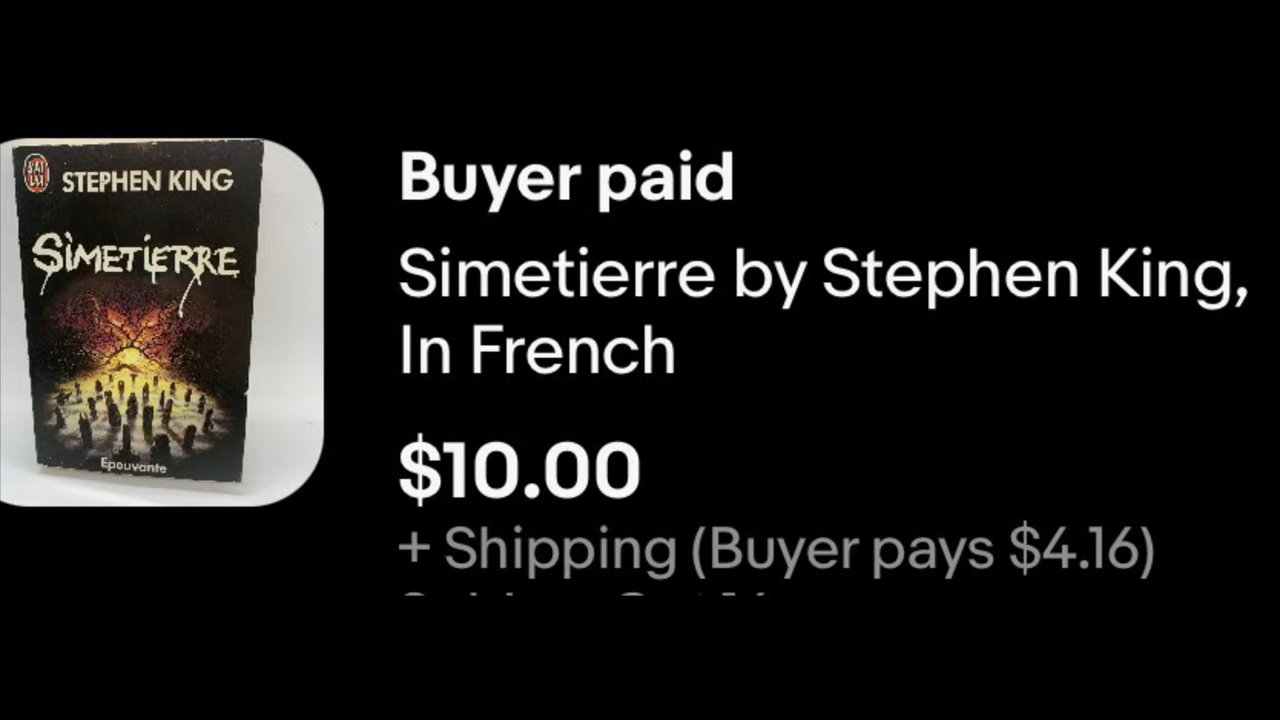 J'AI LU
STEPHEN KING
SIMETIERRE
Epouvante
Buyer paid
Simetierre by Stephen King,
In French
$10.00
+ Shipping (Buyer pays $4.16)